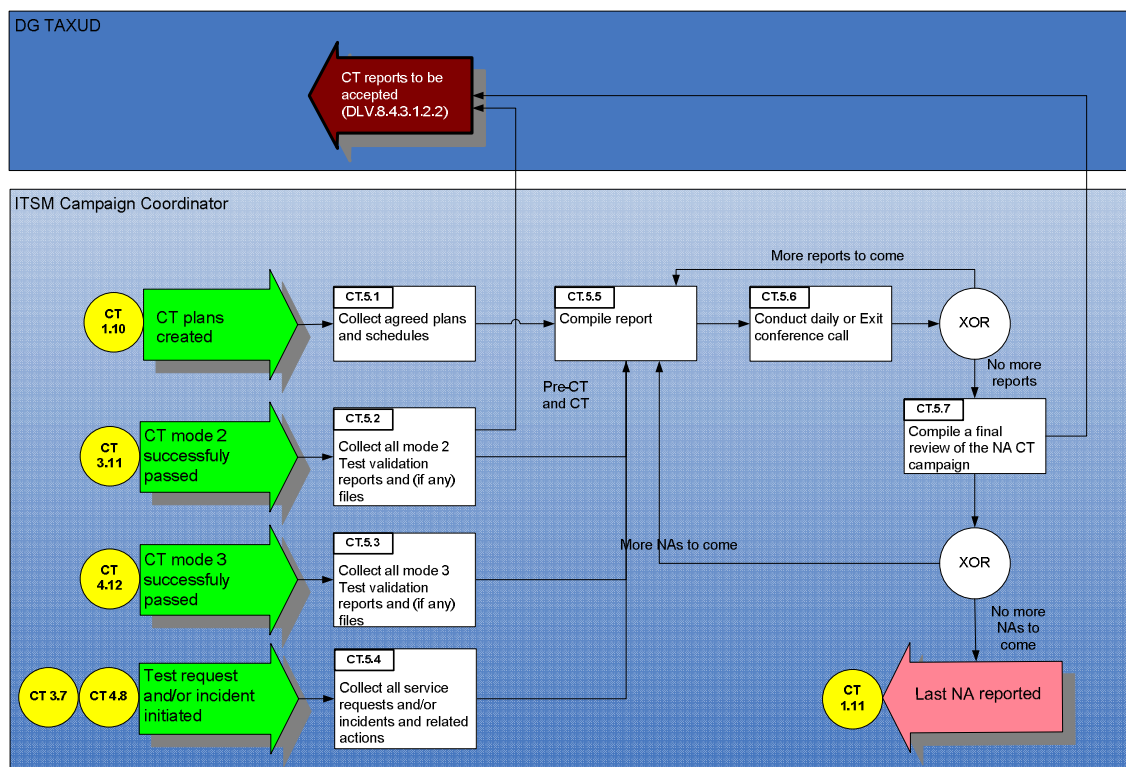 DG TAXUD
CT reports to be
accepted
(DLV.8.4.3.1.2.2)
ITSM Campaign Coordinator
More reports to come
CT
1.10
CT plans
created
CT.5.1
Collect agreed plans
and schedules
CT.5.5
Compile report
CT.5.6
Conduct daily or Exit
conference call
XOR
No more
reports
Pre-CT
and CT
CT
3.11
CT mode 2
successfuly
passed
CT.5.2
Collect all mode 2
Test validation
reports and (if any)
files
CT.5.7
Compile a final
review of the NA CT
campaign
CT
4.12
CT mode 3
successfuly
passed
CT.5.3
Collect all mode 3
Test validation
reports and (if any)
files
More NAs to come
XOR
No more
NAs to
come
CT 3.7
CT 4.8
Test request
and/or incident
initiated
CT.5.4
Collect all service
requests and/or
incidents and related
actions
CT
1.11
Last NA reported